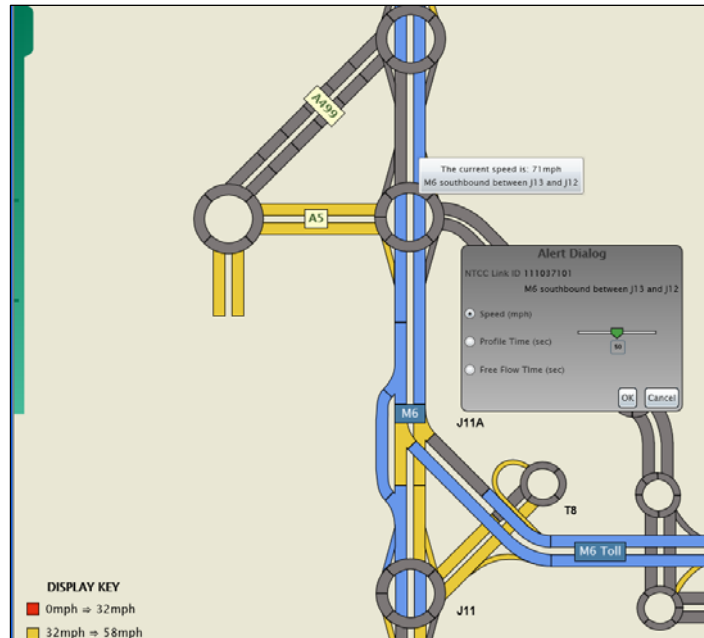 A499
The current speed is: 71mph
M6 southbound between J13 and J12
A5
Alert Dialog
NTCC Link ID 111037101
M6 southbound between J13 and J12
Speed (mph)
50
Profile Time (sec)
Free Flow TIme (sec)
OK Cancel
M6
J11A
T8
M6 Toll
DISPLAY KEY
0mph ⇒ 32mph
J11
32mph ⇒ 58mph